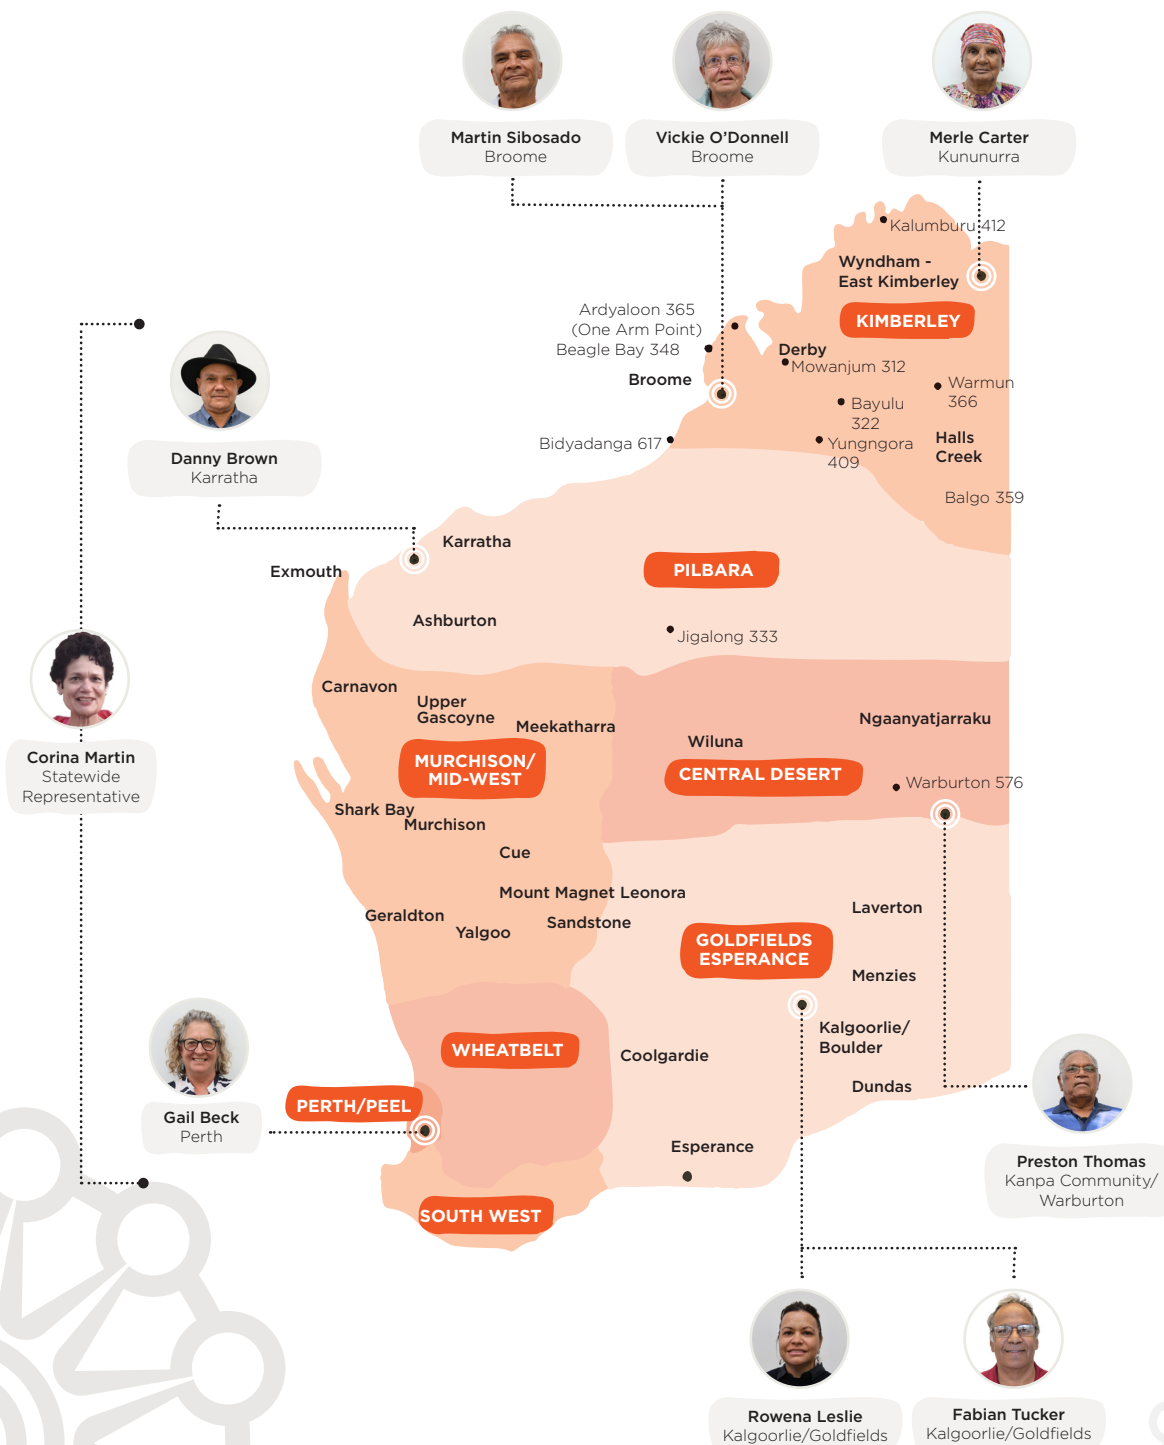 Martin Sibosado
Broome
Vickie O'Donnell
Broome
Merle Carter
Kununurra
Kalumburu 412
Wyndham -
East Kimberley
KIMBERLEY
Ardyaloon 365
(One Arm Point)
Beagle Bay 348
Derby
Mowanjum 312
Broome
Warmun
366
Bayulu
322
Bidyadanga 617
Yungngora
409
Halls
Creek
Balgo 359
Danny Brown
Karratha
Karratha
Exmouth
PILBARA
Ashburton
Jigalong 333
Corina Martin
Statewide
Representative
Carnavon
Upper
Gascoyne
Meekatharra
Ngaanyatjarraku
Wiluna
MURCHISON/
MID-WEST
CENTRAL DESERT
Warburton 576
Shark Bay
Murchison
Cue
Mount Magnet Leonora
Geraldton
Yalgoo
Sandstone
Laverton
GOLDFIELDS
ESPERANCE
Menzies
Kalgoorlie/
Boulder
WHEATBELT
Coolgardie
Dundas
PERTH/PEEL
Gail Beck
Perth
Esperance
Preston Thomas
Kanpa Community/
Warburton
SOUTH WEST
Rowena Leslie
Kalgoorlie/Goldfields
Fabian Tucker
Kalgoorlie/Goldfields